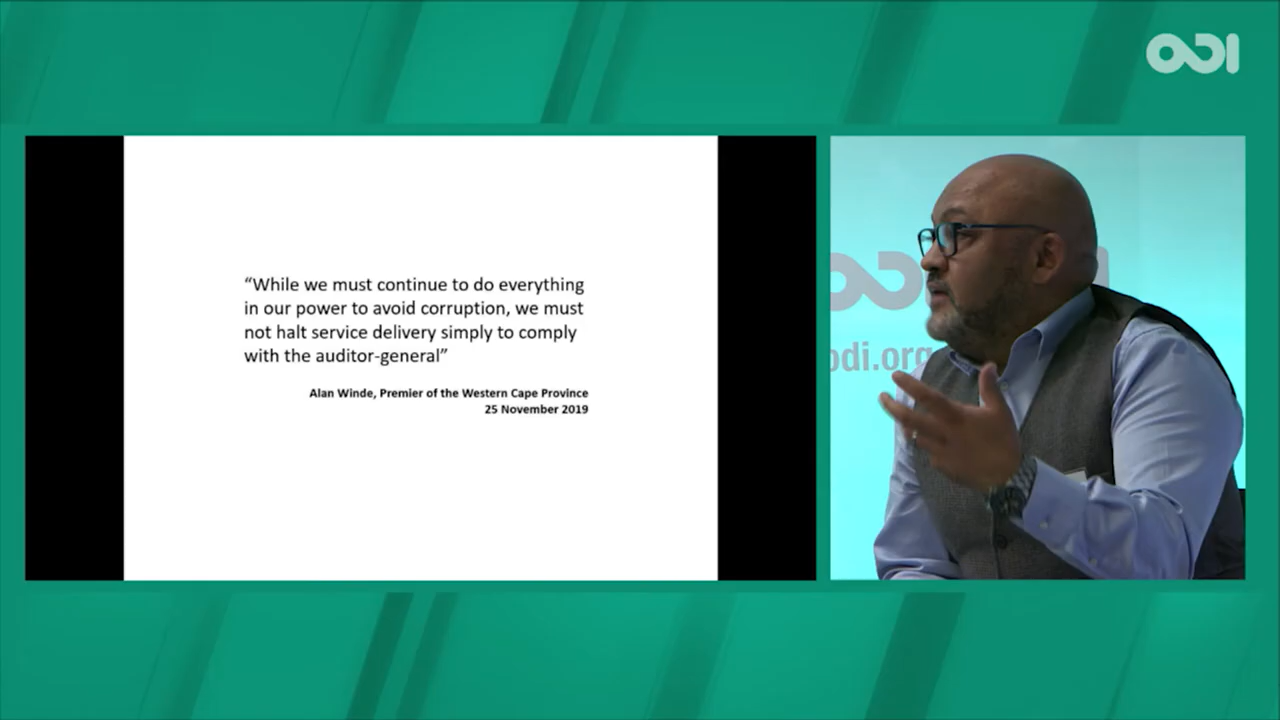 ODI
“While we must continue to do everything
in our power to avoid corruption, we must
not halt service delivery simply to comply
with the auditor-general”
Alan Winde, Premier of the Western Cape Province
25 November 2019
odi.org